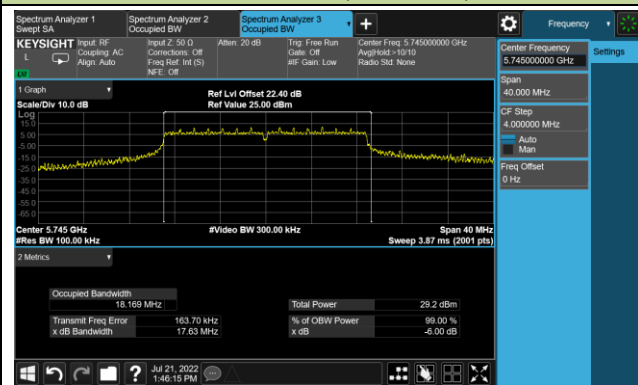 Spectrum Analyzer 1
Swept SA
Spectrum Analyzer 2
Occupied BW
Spectrum Analyzer 3
Occupied BW
Frequency
KEYSIGHT
L
Input: RF
Coupling: AC
Align: Auto
Input Z: 50 Ω
Corrections: Off
Freq Ref: Int (S)
NFE: Off
Atten: 20 dB
Trig: Free Run
Gate: Off
#IF Gain: Low
Center Freq: 5.745000000 GHz
Avg|Hold:>10/10
Radio Std: None
Center Frequency
5.745000000 GHz
Settings
Span
40.000 MHz
CF Step
4.000000 MHz
Auto
Man
Freq Offset
0 Hz
1 Graph
Scale/Div 10.0 dB
Ref Lvl Offset 22.40 dB
Ref Value 25.00 dBm
Log
15.0
5.00
-5.00
-15.0
-25.0
-35.0
-45.0
-55.0
-65.0
Center 5.745 GHz
#Res BW 100.00 kHz
#Video BW 300.00 kHz
Span 40 MHz
Sweep 3.87 ms (2001 pts)
2 Metrics
Occupied Bandwidth
18.169 MHz
Total Power 29.2 dBm
Transmit Freq Error 163.70 kHz
% of OBW Power 99.00 %
x dB Bandwidth 17.63 MHz
x dB -6.00 dB
?
Jul 21, 2022
1:46:15 PM